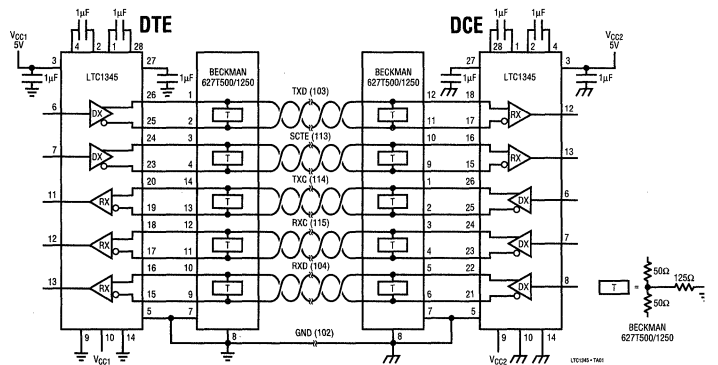 DTE
DCE
1µF 1µF
1µF 1µF
VCC1
5V
VCC2
5V
4 2 1 28
28 1 2 4
3
27
27
3
1µF
1µF
1µF
1µF
LTC1345
BECKMAN
627T500/1250
BECKMAN
627T500/1250
LTC1345
TXD (103)
6 DX 26 1 T T 12 18 RX 12
25 2 11 17
SCTE (113)
7 DX 24 3 T T 10 16 RX 13
23 4 9 15
TXC (114)
11 RX 20 14 T T 1 26 DX 6
19 13 2 25
RXC (115)
12 RX 18 12 T T 3 24 DX 7
17 11 4 23
RXD (104)
13 RX 16 10 T T 5 22 DX 8
15 9 6 21
5 7 7 5
GND (102)
8 8
9 10 14
VCC1
9 10 14
VCC2
T =
50Ω
125Ω
50Ω
BECKMAN
627T500/1250
LTC1345 • TA01